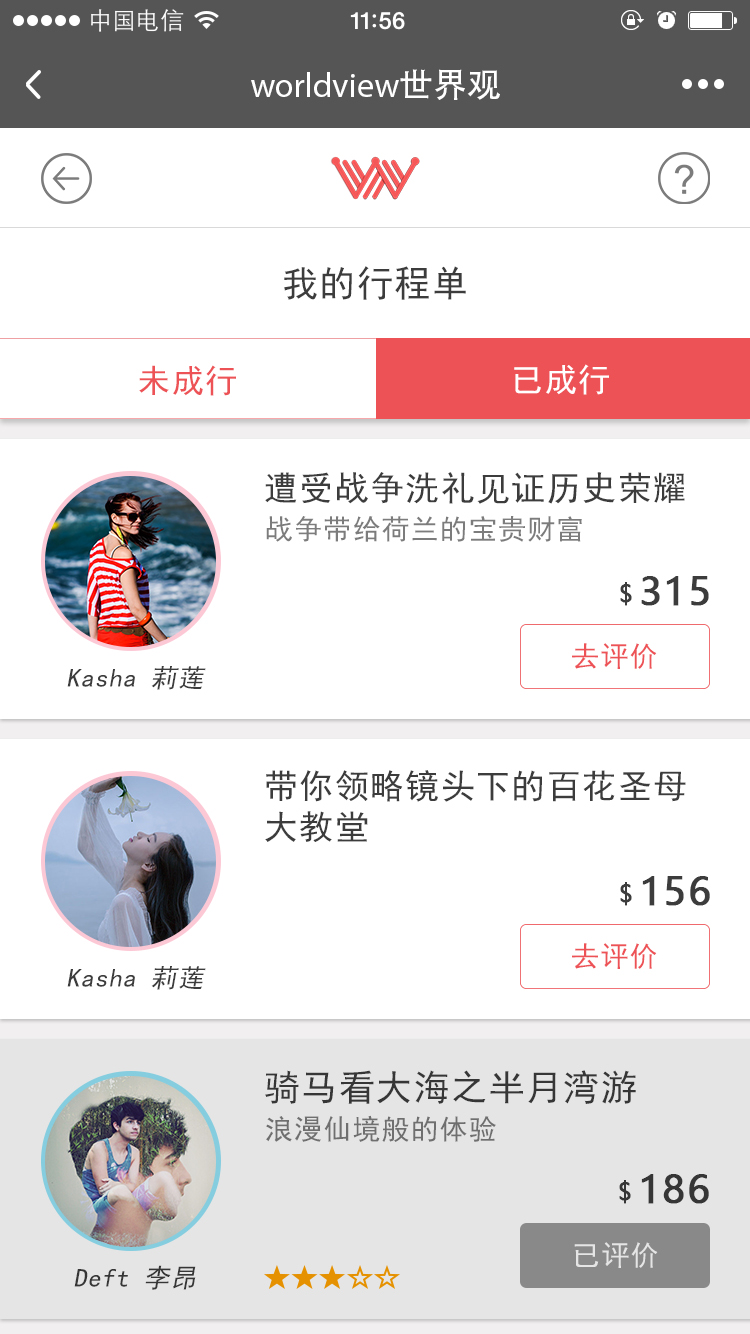 中国电信 11:56
worldview世界观
?
我的行程单
未成行 已成行
遭受战争洗礼见证历史荣耀
战争带给荷兰的宝贵财富
$315
去评价
Kasha 莉莲
带你领略镜头下的百花圣母
大教堂
$156
去评价
Kasha 莉莲
骑马看大海之半月湾游
浪漫仙境般的体验
$186
已评价
Deft 李昂